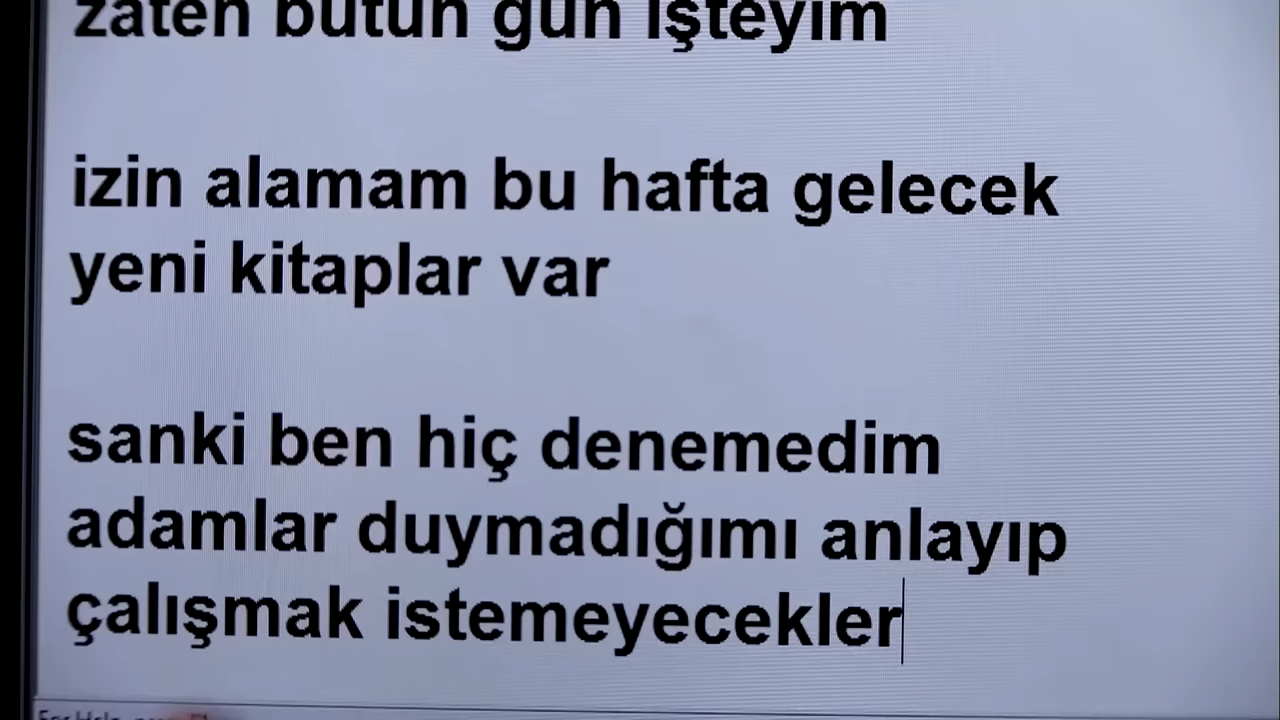 zaten bütün gün işteyim
izin alamam bu hafta gelecek
yeni kitaplar var
sanki ben hiç denemedim
adamlar duymadığımı anlayıp
çalışmak istemeyecekler